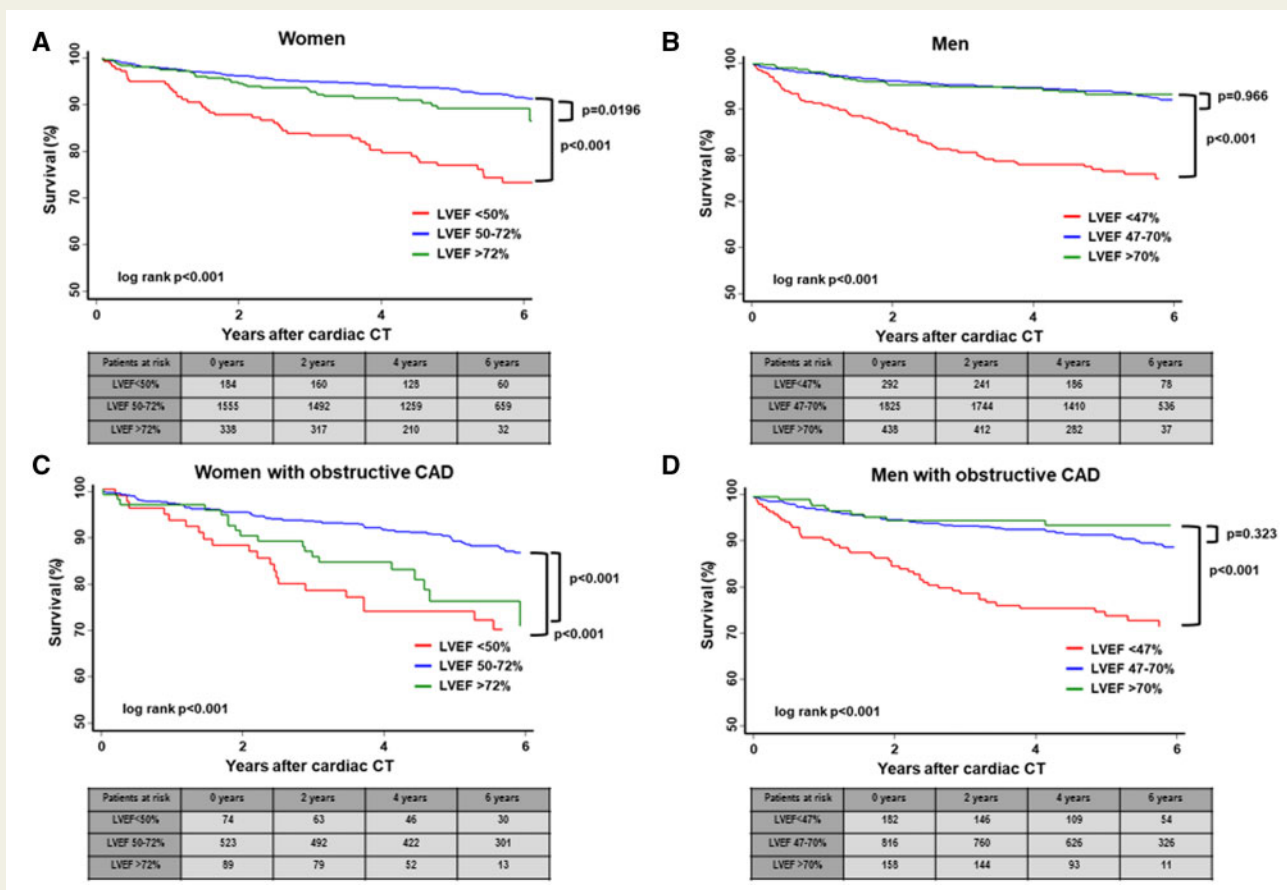 A
Women
Survival (%)
100
90
80
70
60
50
p=0.0196
p<0.001
LVEF <50%
LVEF 50-72%
LVEF >72%
log rank p<0.001
0 2 4 6
Years after cardiac CT
Patients at risk 0 years 2 years 4 years 6 years
LVEF<50% 184 160 128 60
LVEF 50-72% 1555 1492 1259 659
LVEF >72% 338 317 210 32
B
Men
Survival (%)
100
90
80
70
60
50
p=0.966
p<0.001
LVEF <47%
LVEF 47-70%
LVEF >70%
log rank p<0.001
0 2 4 6
Years after cardiac CT
Patients at risk 0 years 2 years 4 years 6 years
LVEF<47% 292 241 186 78
LVEF 47-70% 1825 1744 1410 536
LVEF >70% 438 412 282 37
C
Women with obstructive CAD
Survival (%)
100
90
80
70
60
50
p<0.001
p<0.001
LVEF <50%
LVEF 50-72%
LVEF >72%
log rank p<0.001
0 2 4 6
Years after cardiac CT
Patients at risk 0 years 2 years 4 years 6 years
LVEF<50% 74 63 46 30
LVEF 50-72% 523 492 422 301
LVEF >72% 89 79 52 13
D
Men with obstructive CAD
Survival (%)
100
90
80
70
60
50
p=0.323
p<0.001
LVEF <47%
LVEF 47-70%
LVEF >70%
log rank p<0.001
0 2 4 6
Years after cardiac CT
Patients at risk 0 years 2 years 4 years 6 years
LVEF<47% 182 146 109 54
LVEF 47-70% 816 760 626 326
LVEF >70% 158 144 93 11